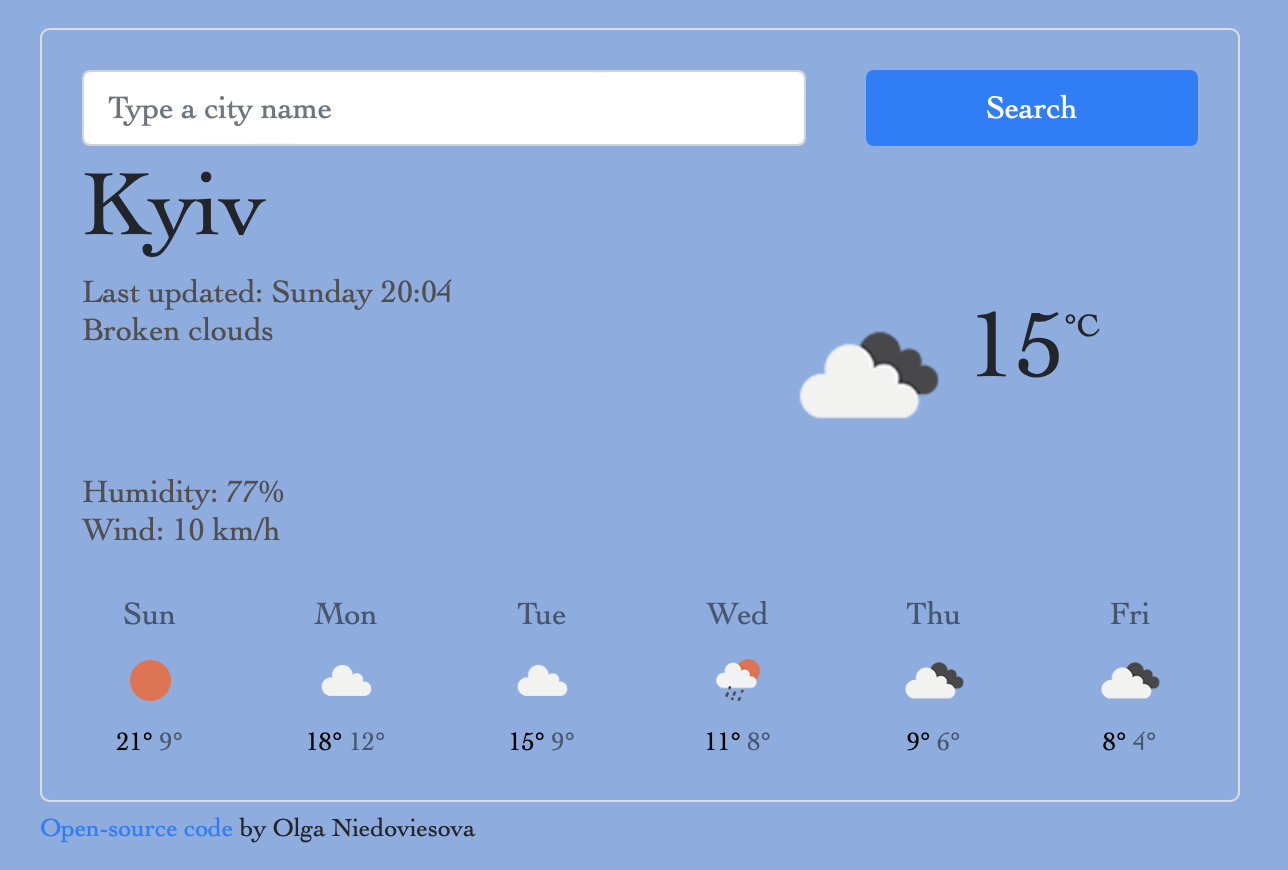 Type a city name
Search
Kyiv
Last updated: Sunday 20:04
Broken clouds
15°C
Humidity: 77%
Wind: 10 km/h
Sun Mon Tue Wed Thu Fri
21° 9° 18° 12° 15° 9° 11° 8° 9° 6° 8° 4°
Open-source code by Olga Niedoviesova